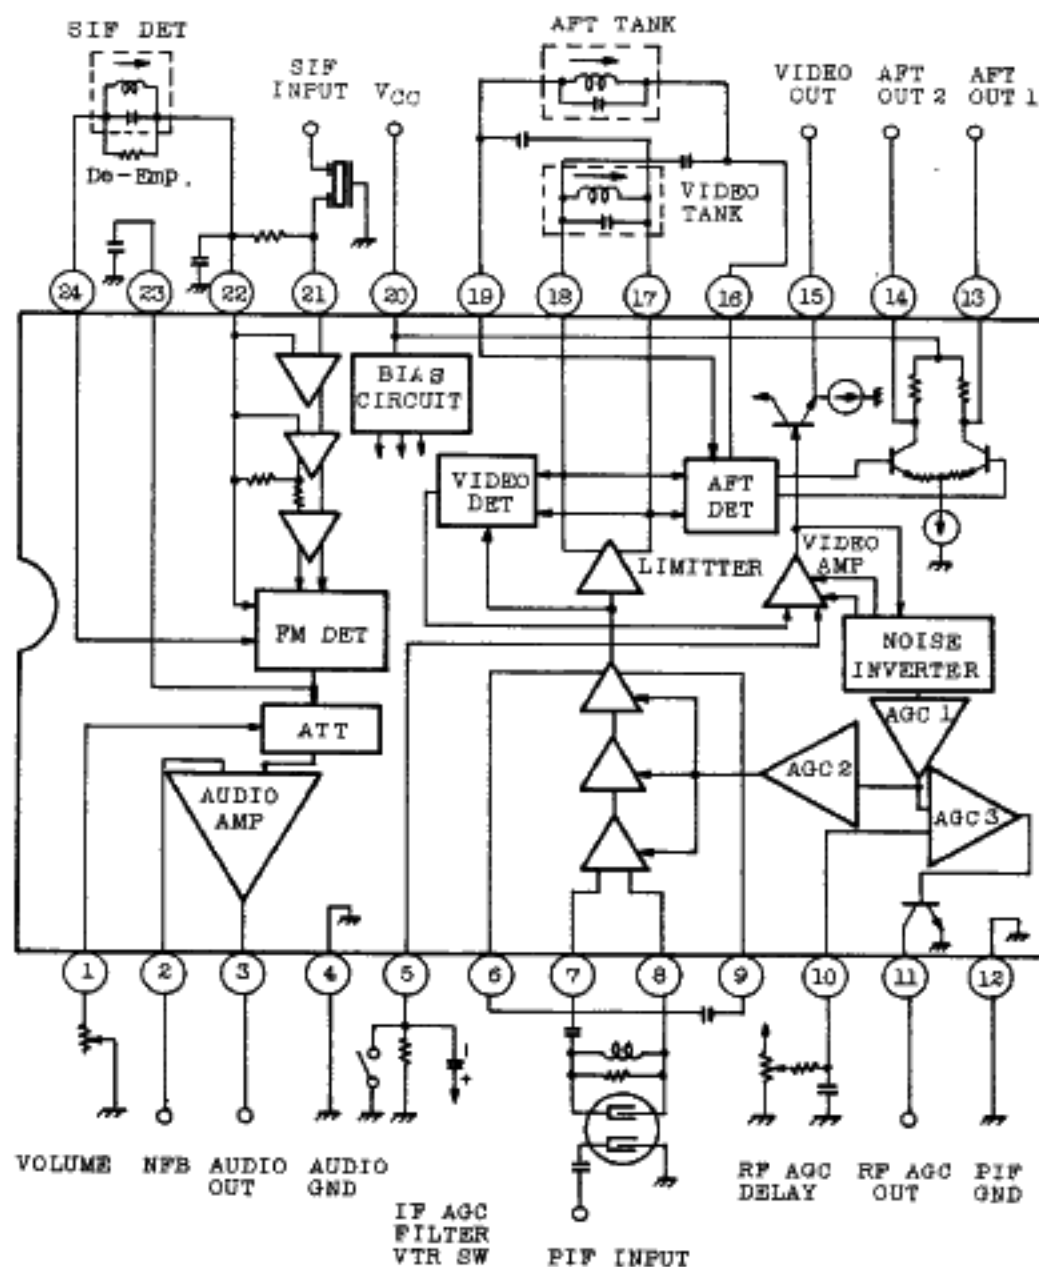 SIF DET
AFT TANK
SIF
INPUT
VCC
VIDEO
OUT
AFT
OUT 2
AFT
OUT 1
De-Emp.
VIDEO
TANK
24
23
22
21
20
19
18
17
16
15
14
13
BIAS
CIRCUIT
VIDEO
DET
AFT
DET
LIMITTER
VIDEO
AMP
FM DET
NOISE
INVERTER
ATT
AGC 1
AGC 2
AGC 3
AUDIO
AMP
1
2
3
4
5
6
7
8
9
10
11
12
-
+
VOLUME
NFB
AUDIO
OUT
AUDIO
GND
IF AGC
FILTER
VTR SW
PIF INPUT
RF AGC
DELAY
RF AGC
OUT
PIF
GND